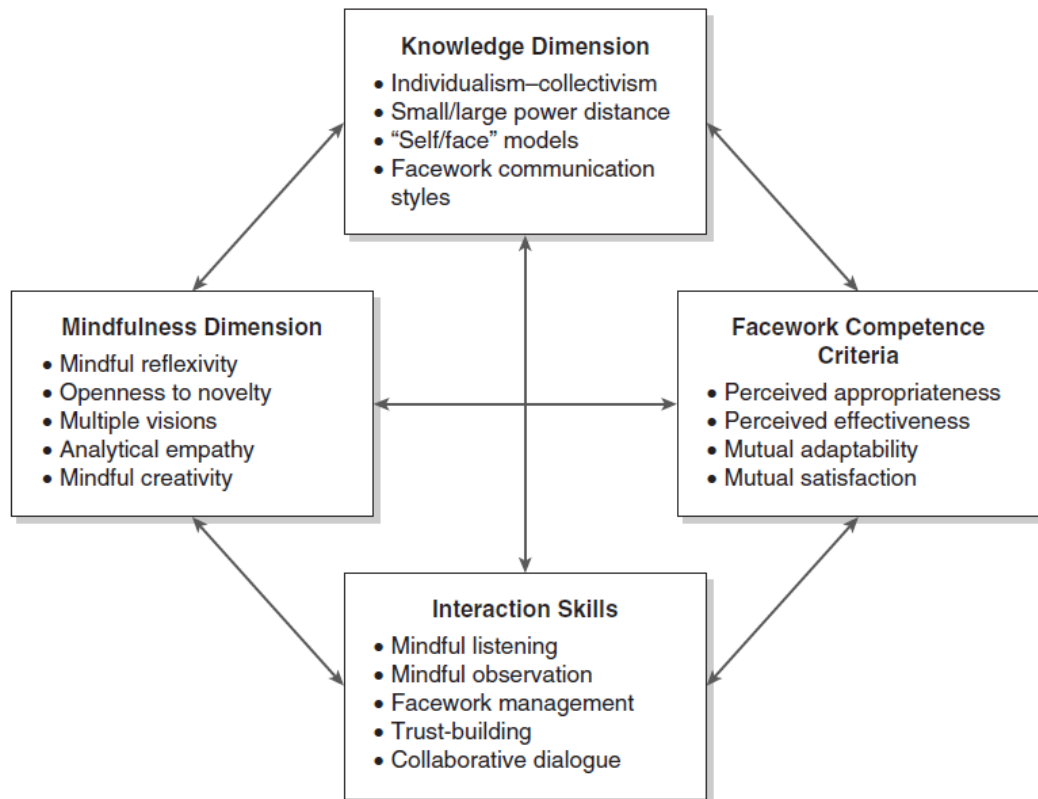 Knowledge Dimension
• Individualism–collectivism
• Small/large power distance
• “Self/face” models
• Facework communication
styles
Mindfulness Dimension
• Mindful reflexivity
• Openness to novelty
• Multiple visions
• Analytical empathy
• Mindful creativity
Facework Competence
Criteria
• Perceived appropriateness
• Perceived effectiveness
• Mutual adaptability
• Mutual satisfaction
Interaction Skills
• Mindful listening
• Mindful observation
• Facework management
• Trust-building
• Collaborative dialogue